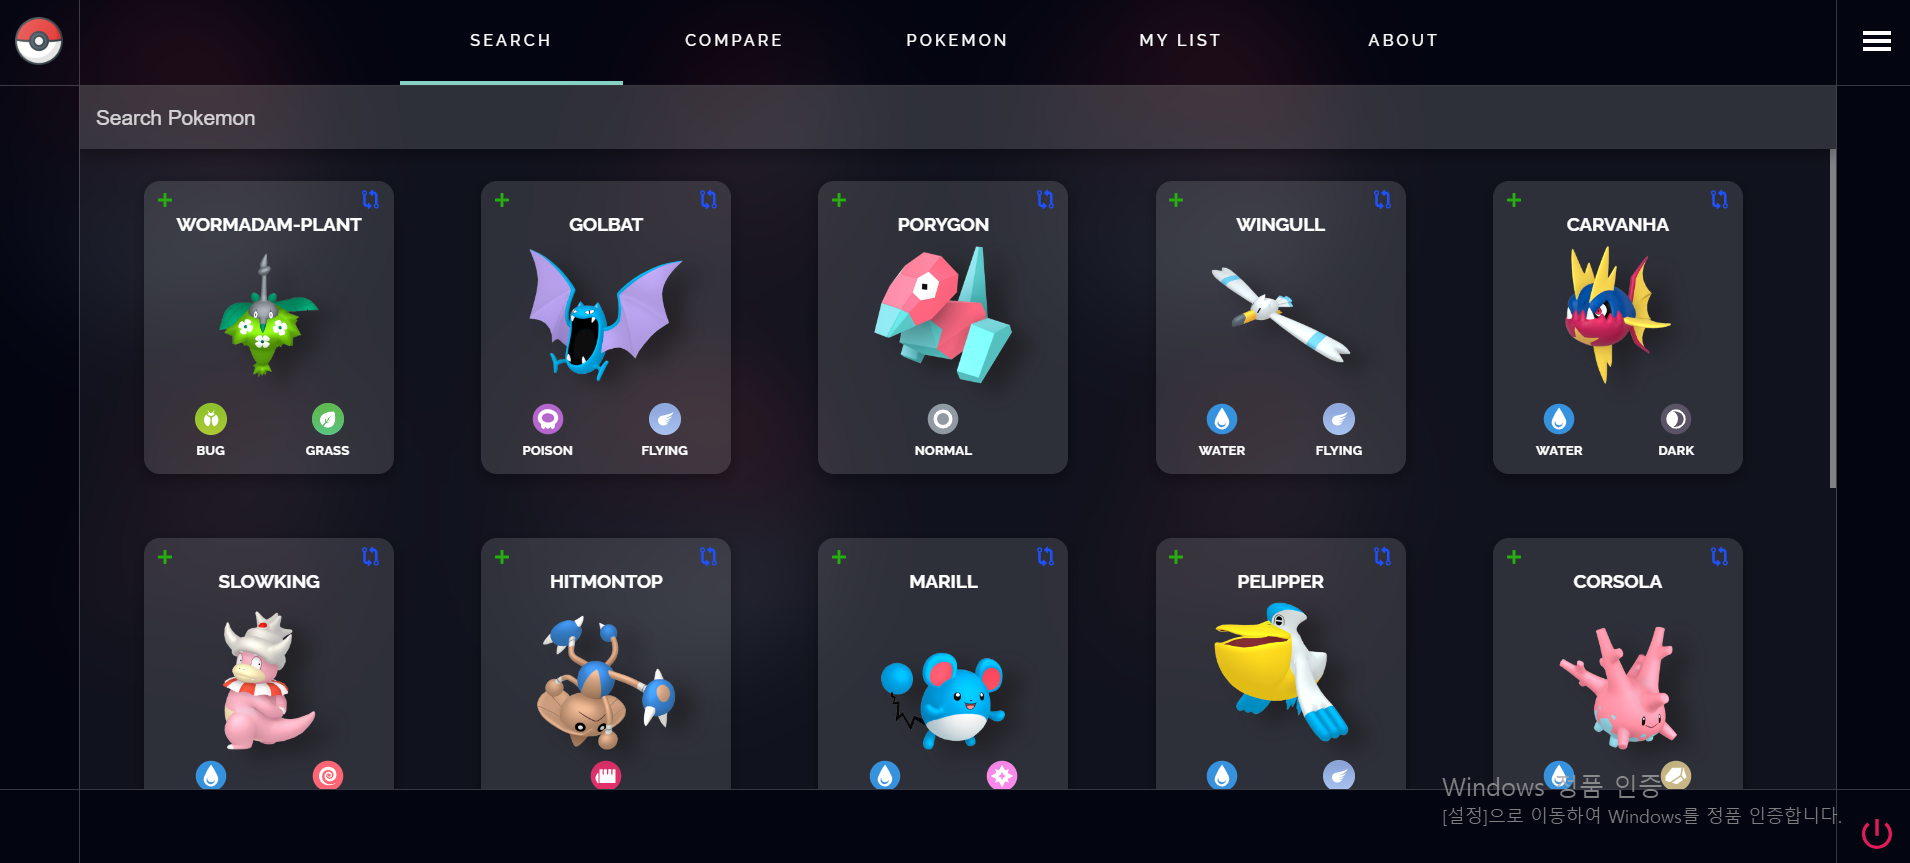 SEARCH COMPARE POKEMON MY LIST ABOUT
Search Pokemon
WORMADAM-PLANT GOLBAT PORYGON WINGULL CARVANHA
BUG GRASS POISON FLYING NORMAL WATER FLYING WATER DARK
SLOWKING HITMONTOP MARILL PELIPPER CORSOLA
Windows 정품 인증
[설정]으로 이동하여 Windows를 정품 인증합니다.